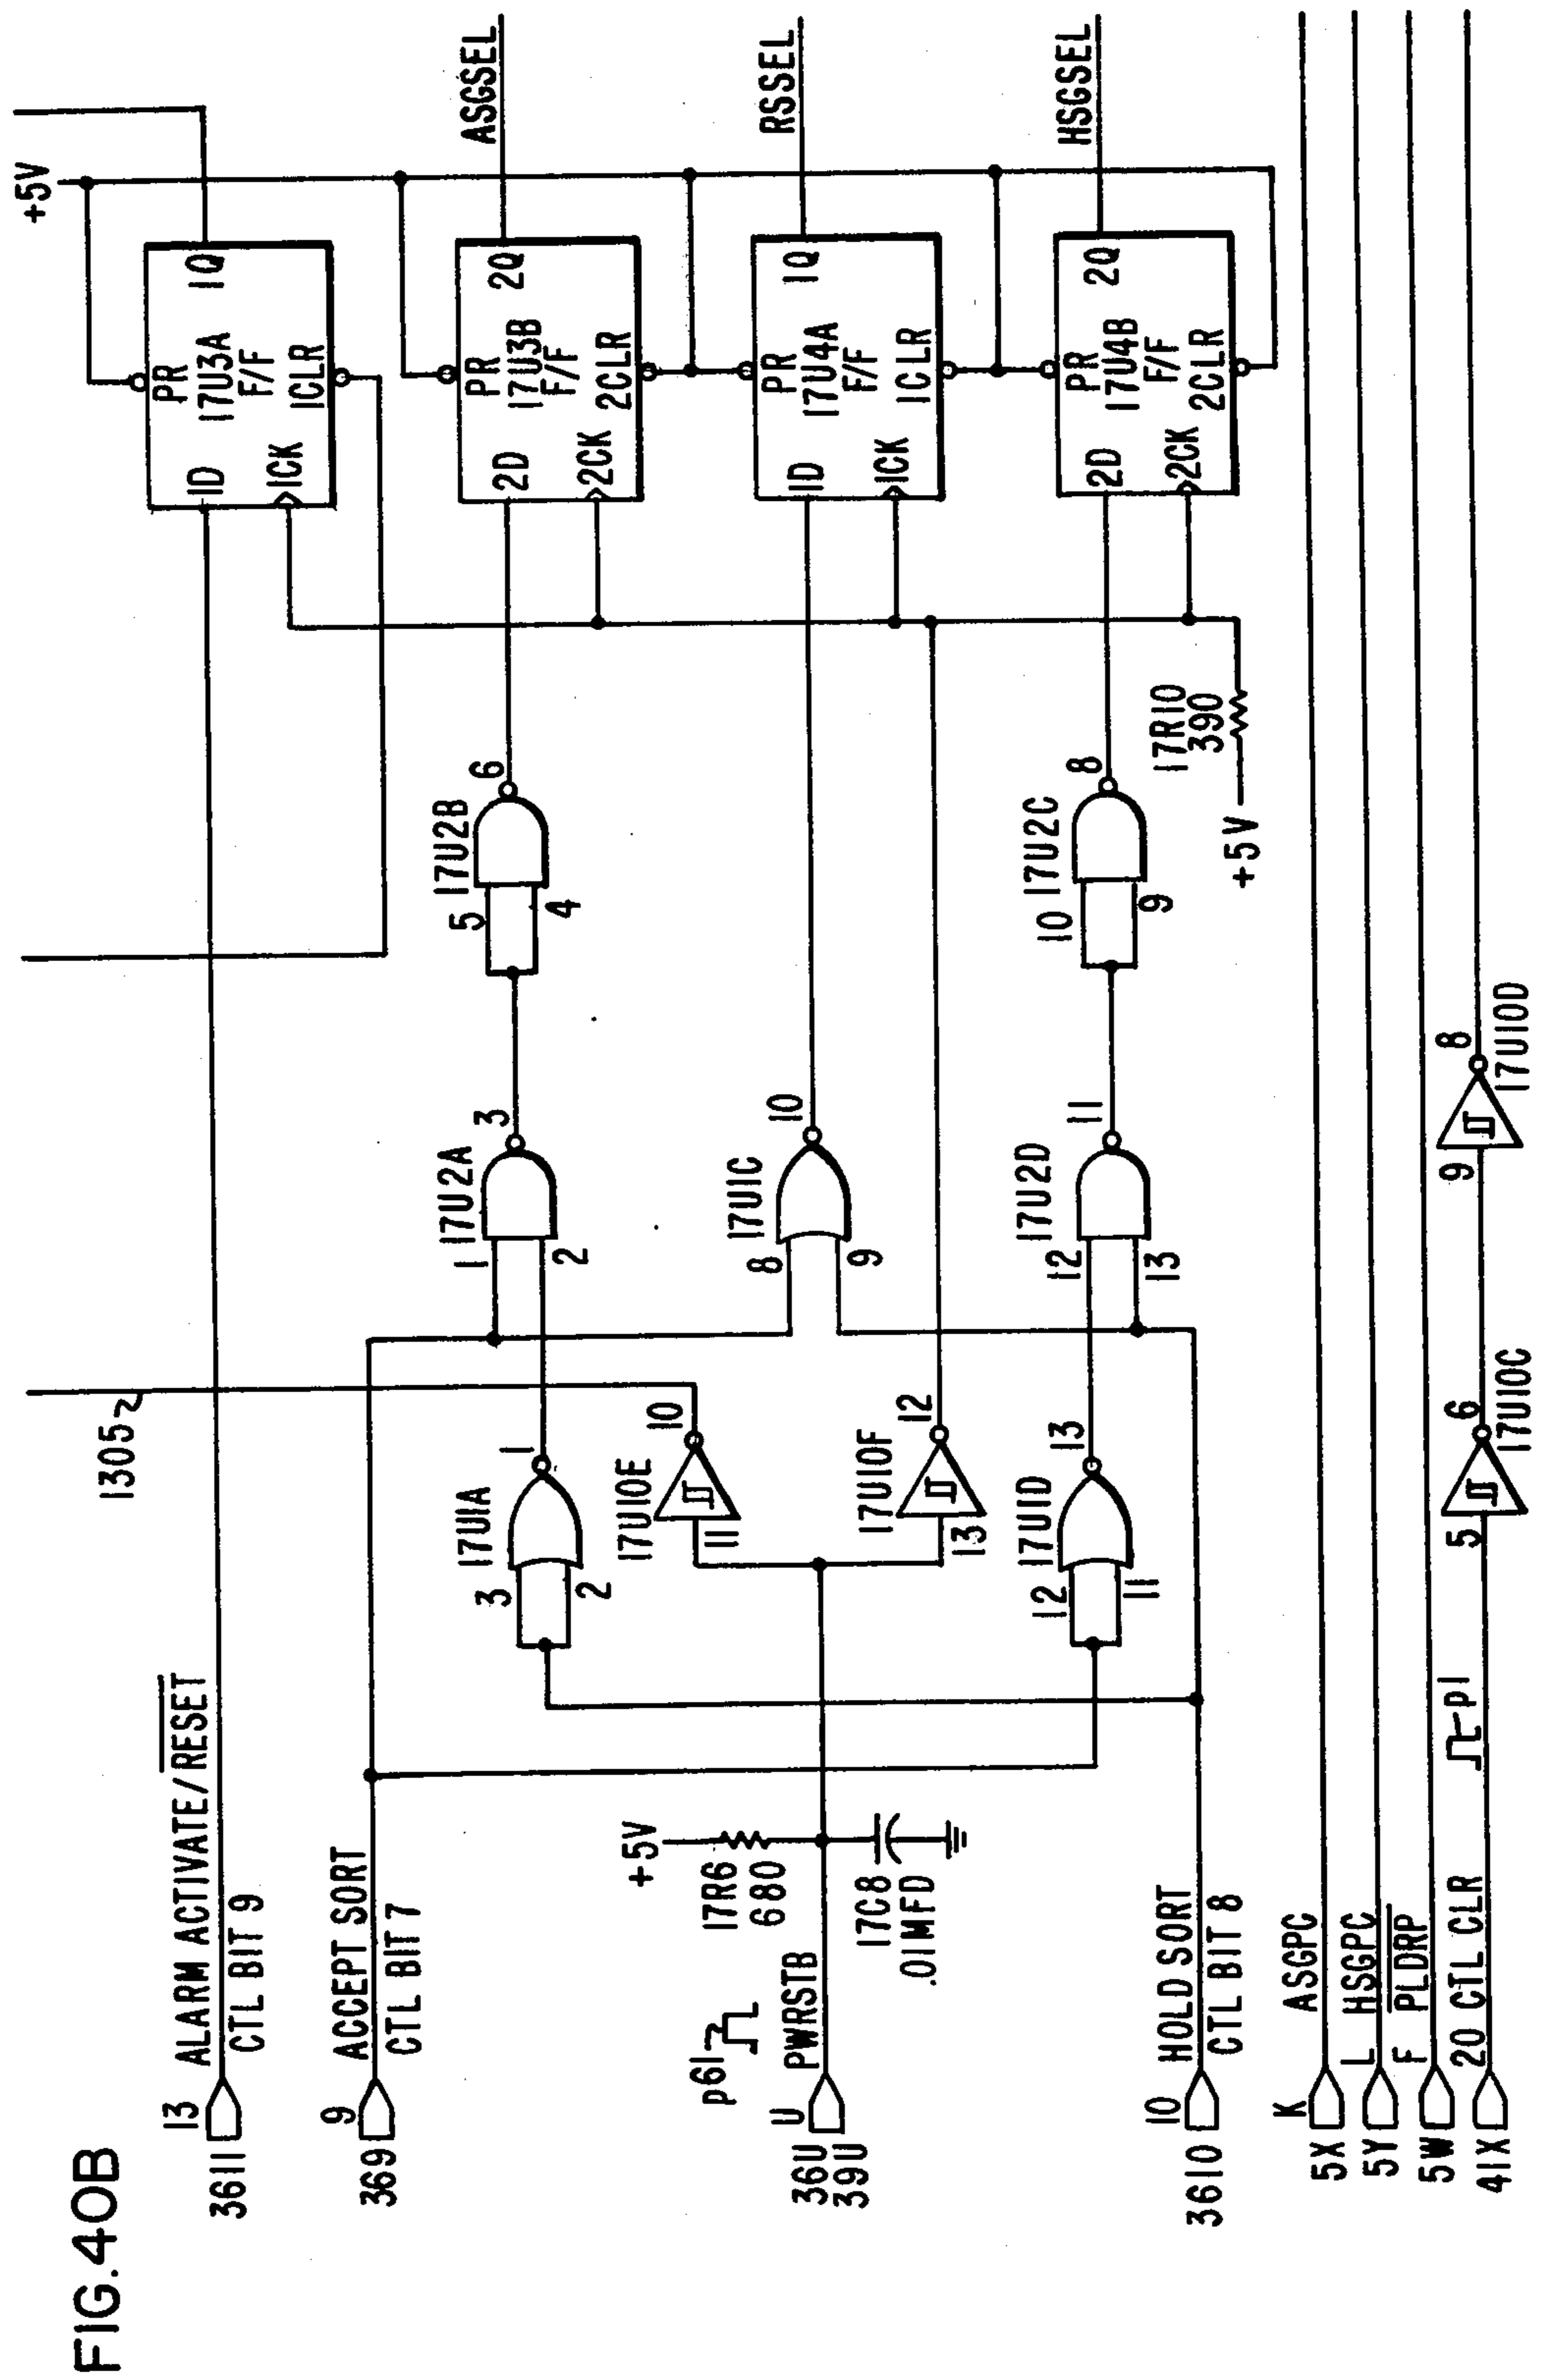 FIG.40B
3611
13
ALARM ACTIVATE/RESET
CTL BIT 9
1305
1D
1CK
PR
17U3A
F/F
1CLR
1Q
+5V
369
9
ACCEPT SORT
CTL BIT 7
3
2
17U1A
1
1
2
17U2A
3
5
4
17U2B
6
2D
2CK
PR
17U3B
F/F
2CLR
2Q
ASGSEL
11
17U10E
10
8
9
17U1C
10
1D
1CK
PR
17U4A
F/F
1CLR
1Q
RSSEL
36U
39U
U
p61
PWRSTB
+5V
17R6
680
17C8
.01MFD
13
17U10F
12
12
11
17U1D
13
12
13
17U2D
11
10
9
17U2C
8
17R10
390
+5V
2D
2CK
PR
17U4B
F/F
2CLR
2Q
HSGSEL
3610
10
HOLD SORT
CTL BIT 8
5X
K
ASGPC
5Y
L
HSGPC
5W
F
PLDRP
41X
20
CTL CLR
p1
5
17U10C
6
9
17U10D
8